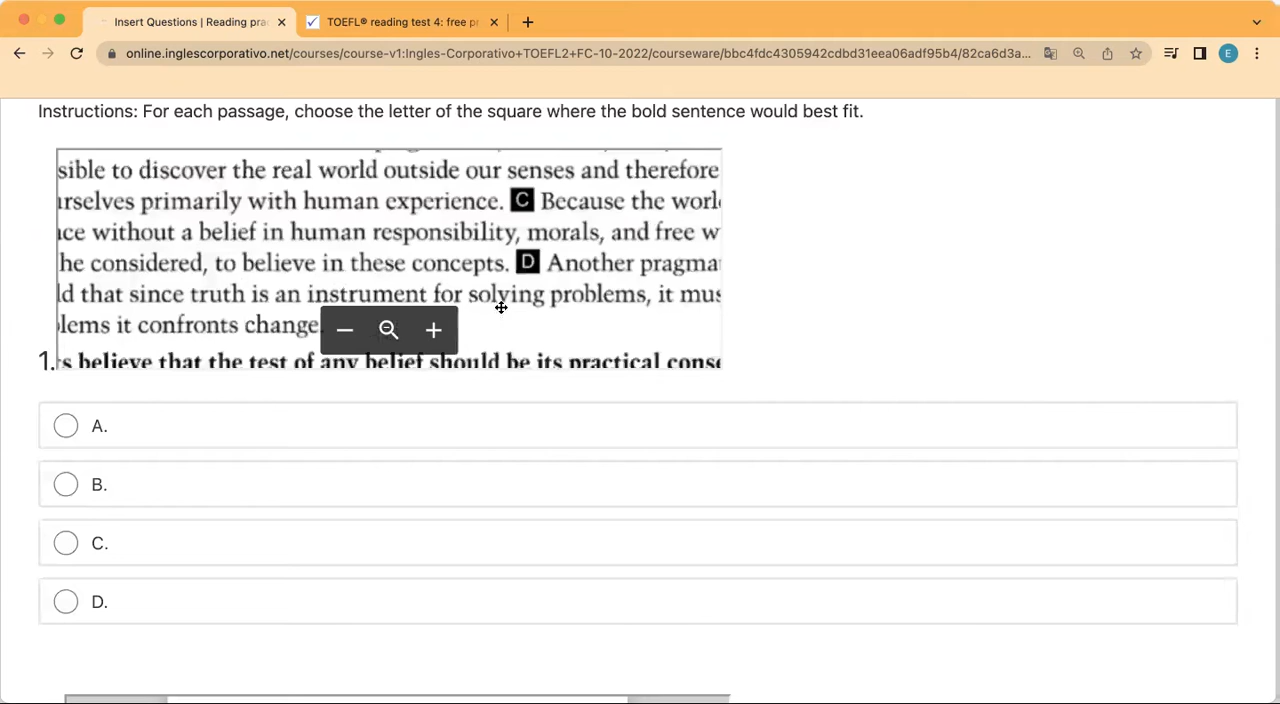 Insert Questions | Reading pra
TOEFL® reading test 4: free p
online.inglescorporativo.net/courses/course-v1:Ingles-Corporativo+TOEFL2+FC-10-2022/courseware/bbc4fdc4305942cdbd31eea06adf95b4/82ca6d3a...
E
Instructions: For each passage, choose the letter of the square where the bold sentence would best fit.
sible to discover the real world outside our senses and therefore
urselves primarily with human experience. C Because the worl
ce without a belief in human responsibility, morals, and free w
he considered, to believe in these concepts. D Another pragma
ld that since truth is an instrument for solving problems, it mus
lems it confronts change.
1. s believe that the test of any belief should be its practical conse
A.
B.
C.
D.